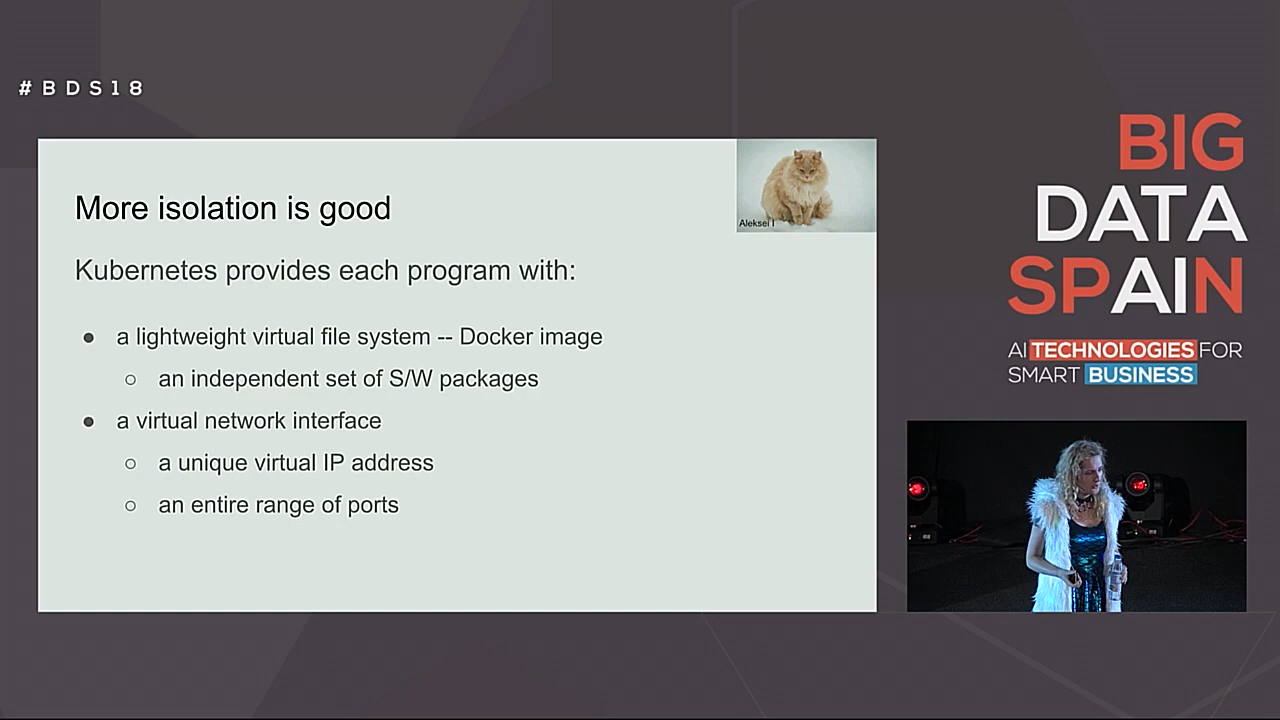 #BDS18
More isolation is good
Aleksei I
Kubernetes provides each program with:
● a lightweight virtual file system -- Docker image
○ an independent set of S/W packages
● a virtual network interface
○ a unique virtual IP address
○ an entire range of ports
BIG
DATA
SPAIN
AI TECHNOLOGIES FOR
SMART BUSINESS